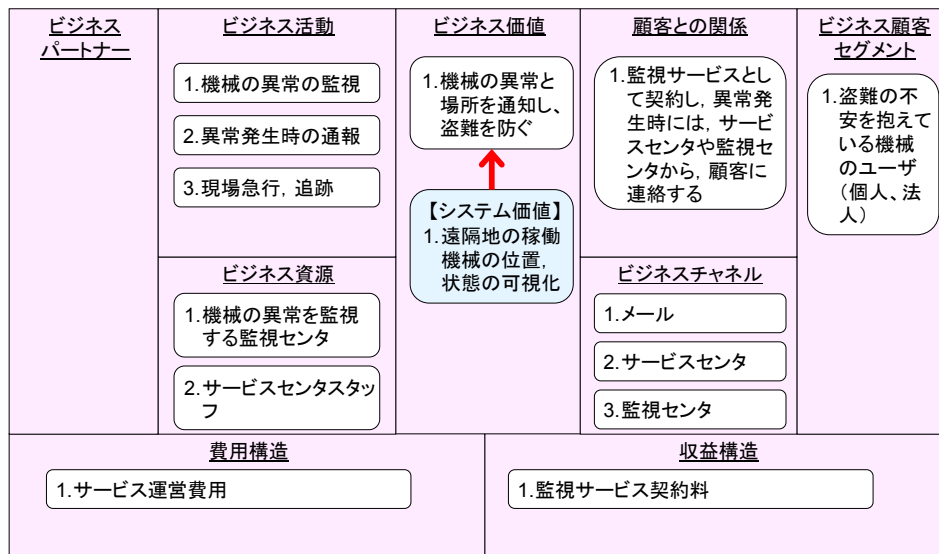 ビジネス
パートナー
ビジネス活動
1.機械の異常の監視
2.異常発生時の通報
3.現場急行，追跡
ビジネス資源
1.機械の異常を監視
する監視センタ
2.サービスセンタスタッ
フ
ビジネス価値
1.機械の異常と
場所を通知し、
盗難を防ぐ
【システム価値】
1.遠隔地の稼働
機械の位置，
状態の可視化
顧客との関係
1.監視サービスとし
て契約し，異常発
生時には，サービ
スセンタや監視セ
ンタから，顧客に
連絡する
ビジネスチャネル
1.メール
2.サービスセンタ
3.監視センタ
ビジネス顧客
セグメント
1.盗難の不
安を抱えて
いる機械
のユーザ
（個人、法
人）
費用構造
1.サービス運営費用
収益構造
1.監視サービス契約料